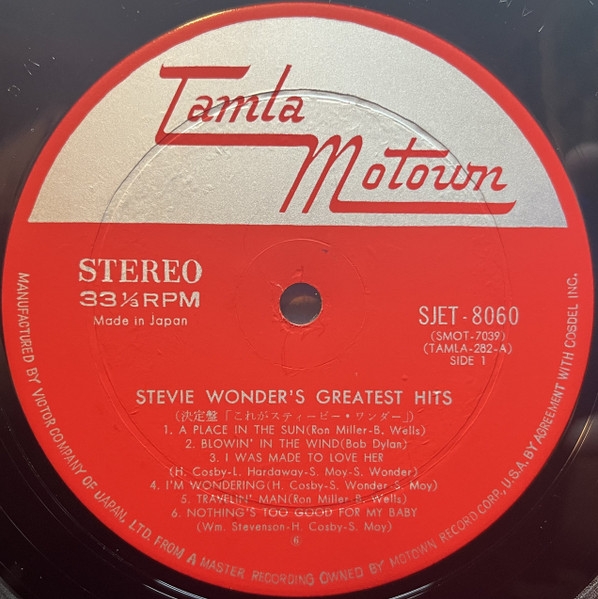 Tamla
Motown
STEREO
33 1/3 RPM
Made in Japan
SJET-8060
(SMOT-7039)
(TAMLA-282-A)
SIDE 1
STEVIE WONDER'S GREATEST HITS
(決定盤「これがスティービー・ワンダー」)
1. A PLACE IN THE SUN(Ron Miller-B. Wells)
2. BLOWIN' IN THE WIND(Bob Dylan)
3. I WAS MADE TO LOVE HER
(H. Cosby-L. Hardaway-S. Moy-S. Wonder)
4. I'M WONDERING(H. Cosby-S. Wonder-S. Moy)
5. TRAVELIN' MAN(Ron Miller-B. Wells)
6. NOTHING'S TOO GOOD FOR MY BABY
(Wm. Stevenson-H. Cosby-S. Moy)
⑥
MANUFACTURED BY VICTOR COMPANY OF JAPAN, LTD. FROM A MASTER RECORDING OWNED BY MOTOWN RECORD CORP., U.S.A. BY AGREEMENT WITH COSDEL INC.